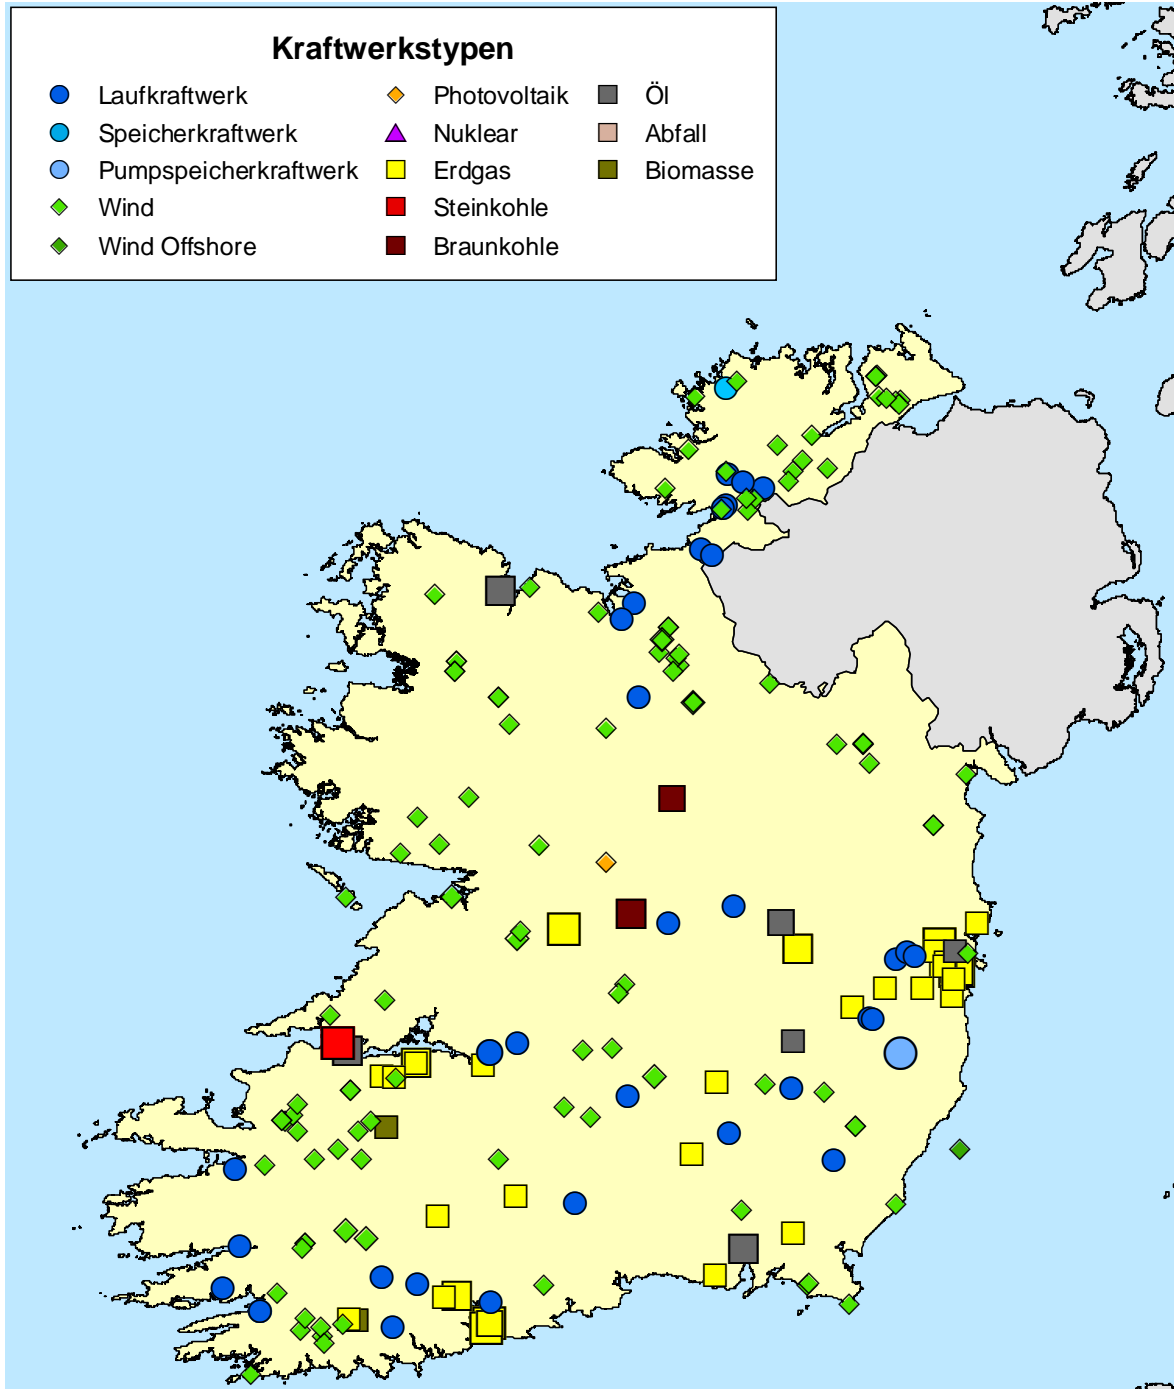 Kraftwerkstypen
Laufkraftwerk Photovoltaik Öl
Speicherkraftwerk Nuklear Abfall
Pumpspeicherkraftwerk Erdgas Biomasse
Wind Steinkohle
Wind Offshore Braunkohle